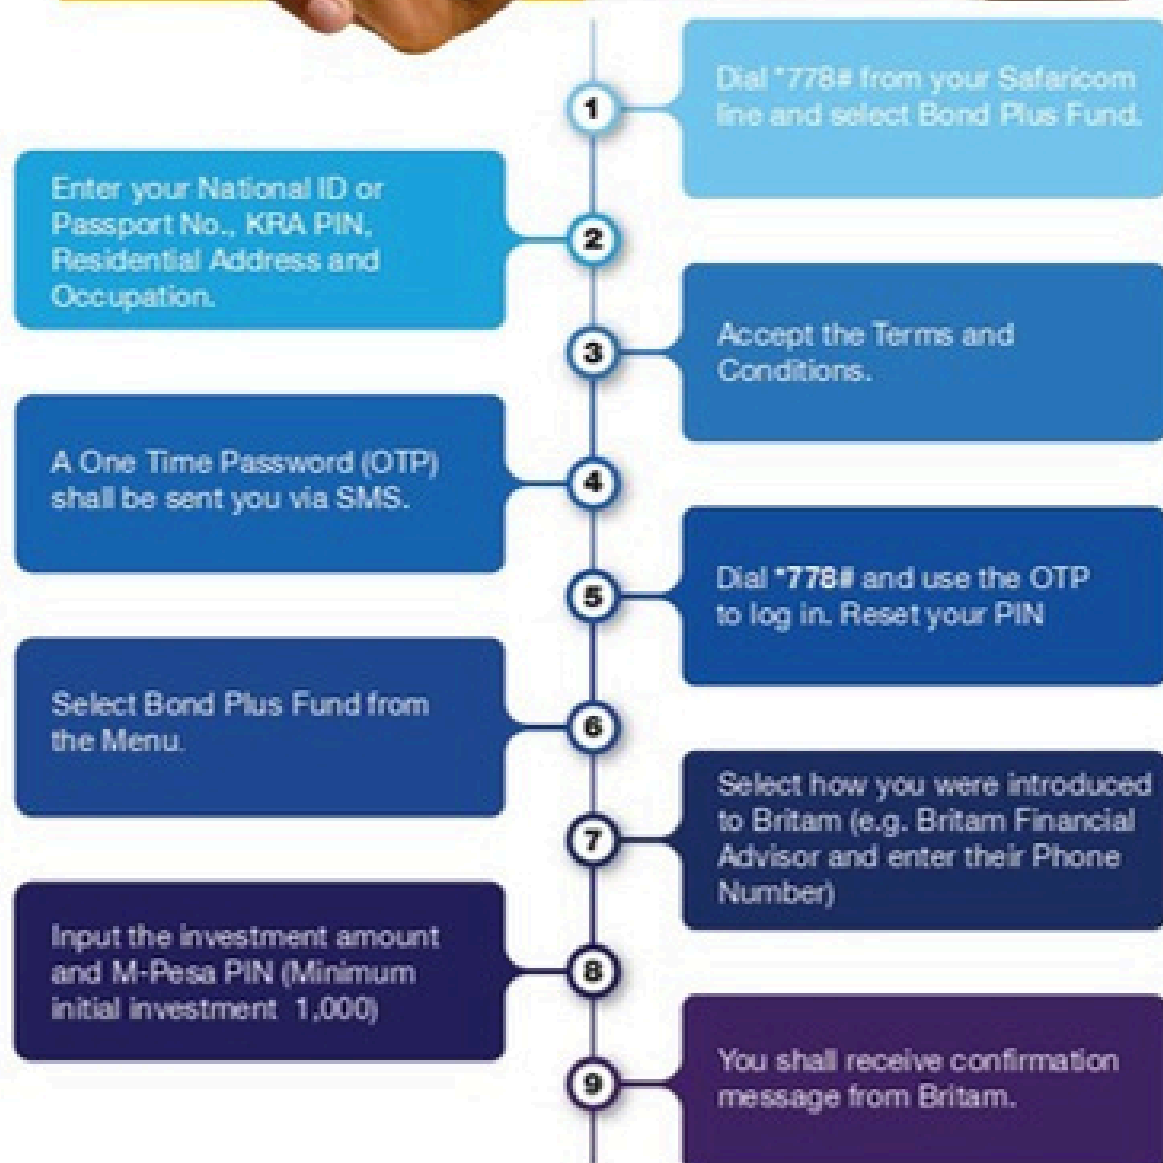 1
Dial *778# from your Safaricom
line and select Bond Plus Fund.
2
Enter your National ID or
Passport No., KRA PIN,
Residential Address and
Occupation.
3
Accept the Terms and
Conditions.
4
A One Time Password (OTP)
shall be sent you via SMS.
5
Dial *778# and use the OTP
to log in. Reset your PIN
6
Select Bond Plus Fund from
the Menu.
7
Select how you were introduced
to Britam (e.g. Britam Financial
Advisor and enter their Phone
Number)
8
Input the investment amount
and M-Pesa PIN (Minimum
initial investment 1,000)
9
You shall receive confirmation
message from Britam.